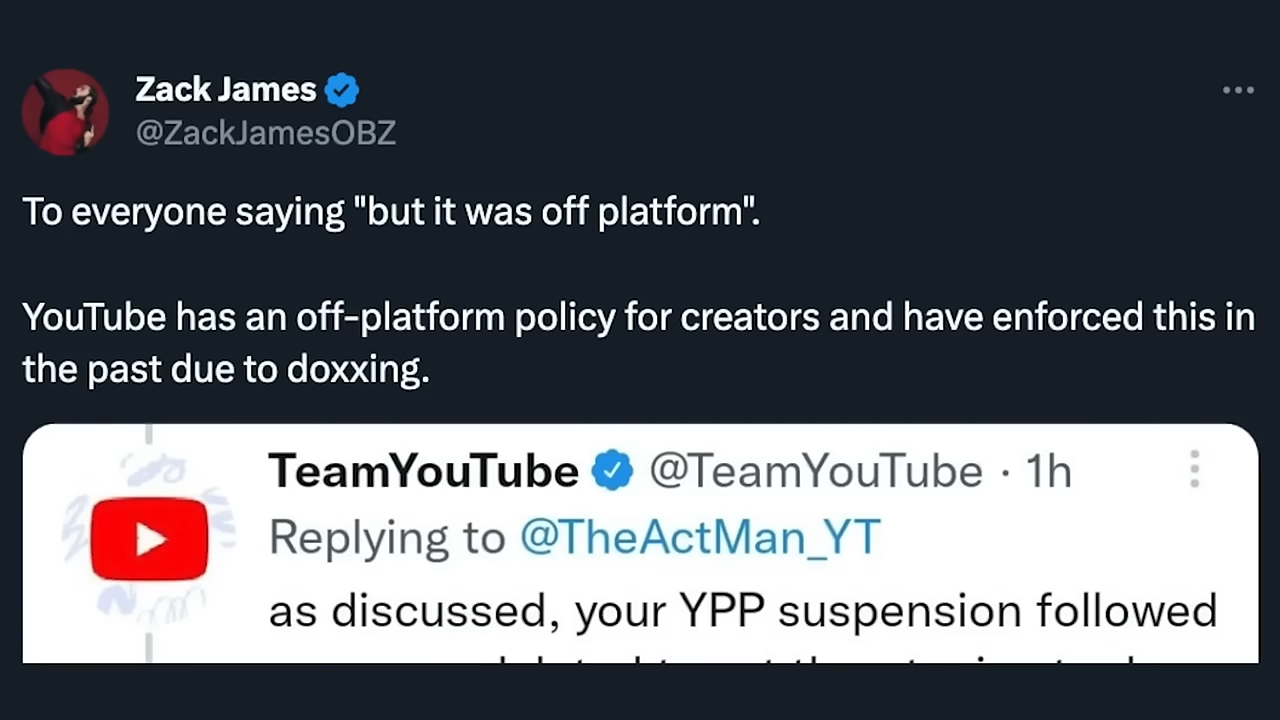 Zack James
@ZackJamesOBZ
To everyone saying "but it was off platform".
YouTube has an off-platform policy for creators and have enforced this in
the past due to doxxing.
TeamYouTube @TeamYouTube · 1h
Replying to @TheActMan_YT
as discussed, your YPP suspension followed